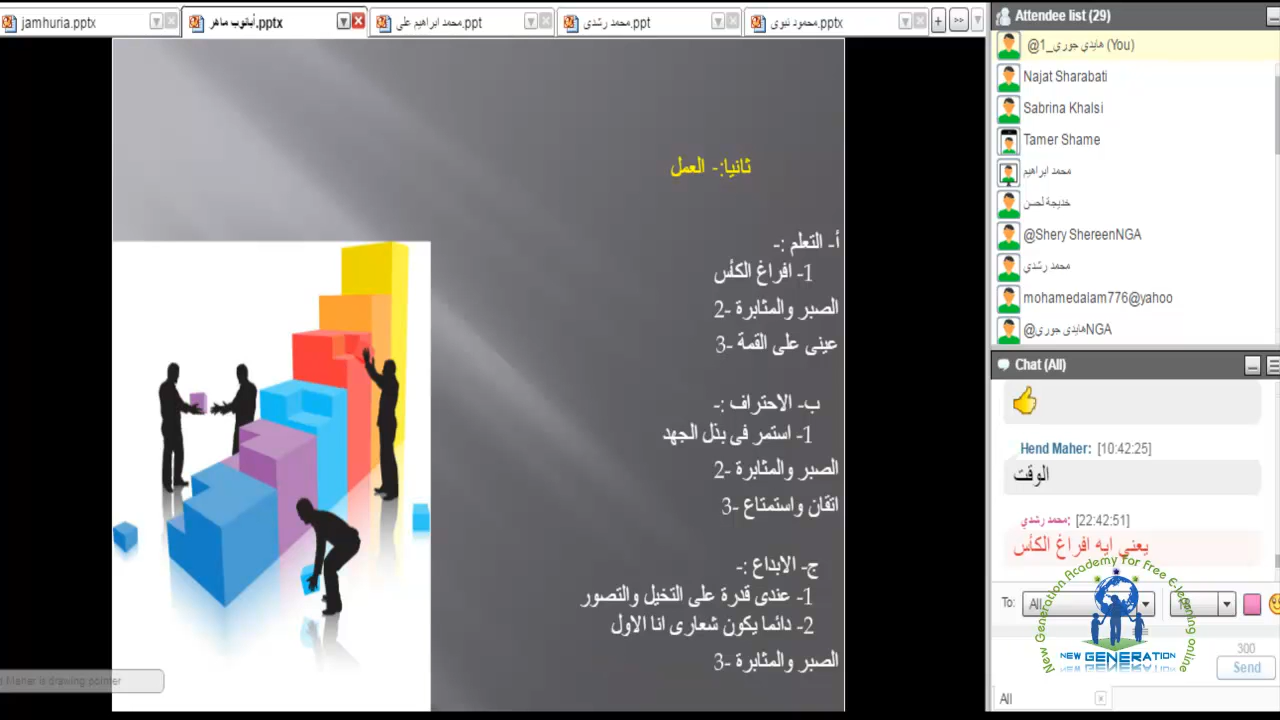 jamhuria.pptx
أبانوب ماهر.pptx
محمد ابراهيم على.ppt
محمد رشدى.ppt
محمود نبوى.pptx
>>
ثانيا:- العمل
أ- التعلم :-
1- افراغ الكأس
الصبر والمثابرة -2
عينى على القمة -3
ب- الاحتراف :-
1- استمر فى بذل الجهد
الصبر والمثابرة -2
اتقان واستمتاع -3
ج- الابداع :-
1- عندى قدرة على التخيل والتصور
2- دائما يكون شعارى انا الاول
الصبر والمثابرة -3
Maher is drawing pointer
Attendee list (29)
@هايدي جوري_1 (You)
Najat Sharabati
Sabrina Khalsi
Tamer Shame
محمد ابراهيم
خديجة لحسن
@Shery ShereenNGA
محمد رشدي
mohamedalam776@yahoo
@هايدى جورىNGA
Chat (All)
Hend Maher: [10:42:25]
الوقت
محمد رشدي: [22:42:51]
يعني ايه افراغ الكأس
To:
All
300
Send
All
New Generation Academy For Free E-learning online
NEW GENERATION